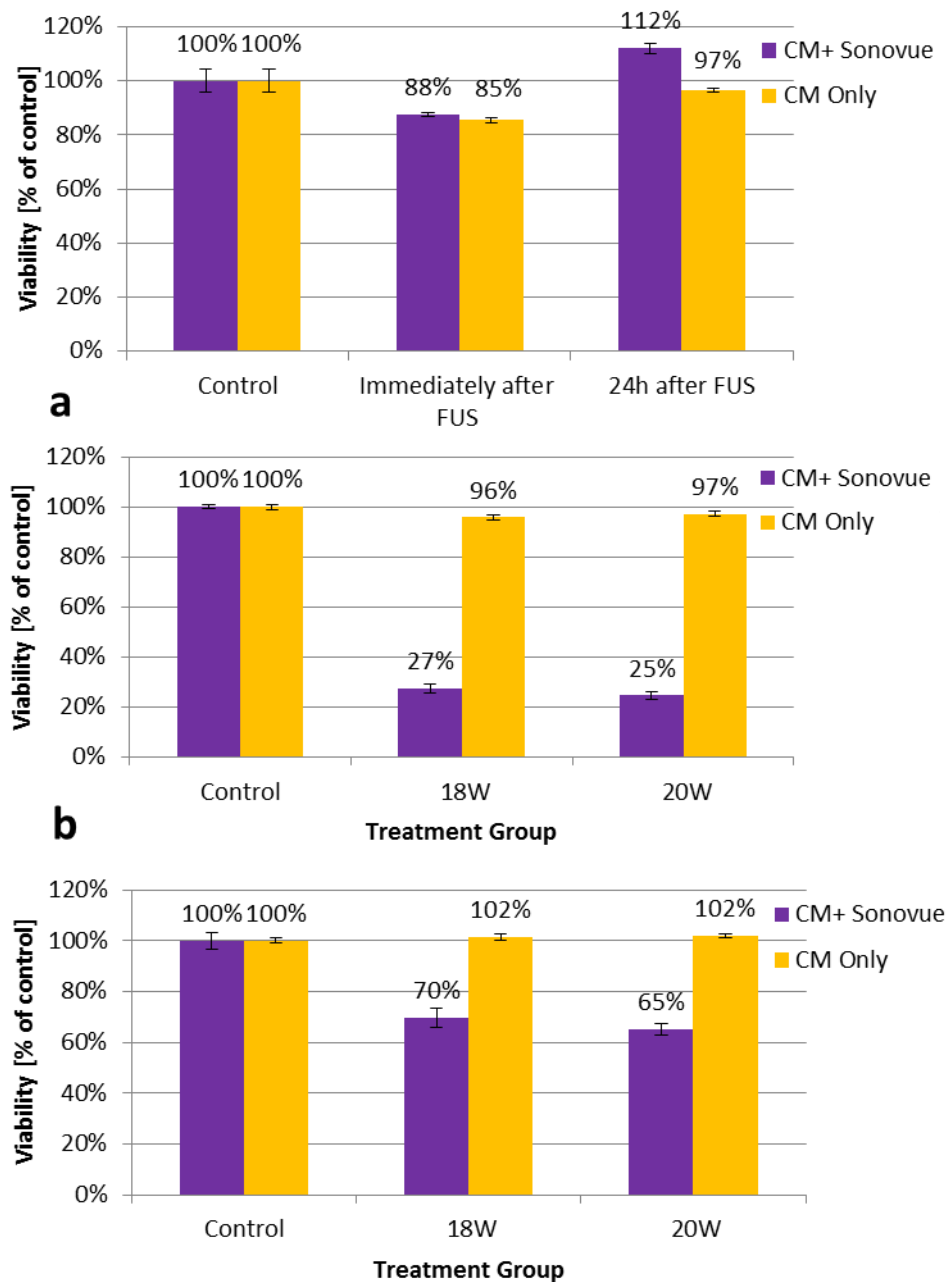 120%
100%
80%
60%
40%
20%
0%
Viability [% of control]
100% 100%
88% 85%
112%
97%
CM+ Sonovue
CM Only
Control
Immediately after
FUS
24h after FUS
a
120%
100%
80%
60%
40%
20%
0%
Viability [% of control]
100% 100%
27%
96%
25%
97%
CM+ Sonovue
CM Only
Control
18W
20W
Treatment Group
b
120%
100%
80%
60%
40%
20%
0%
Viability [% of control]
100% 100%
70%
102%
65%
102%
CM+ Sonovue
CM Only
Control
18W
20W
Treatment Group